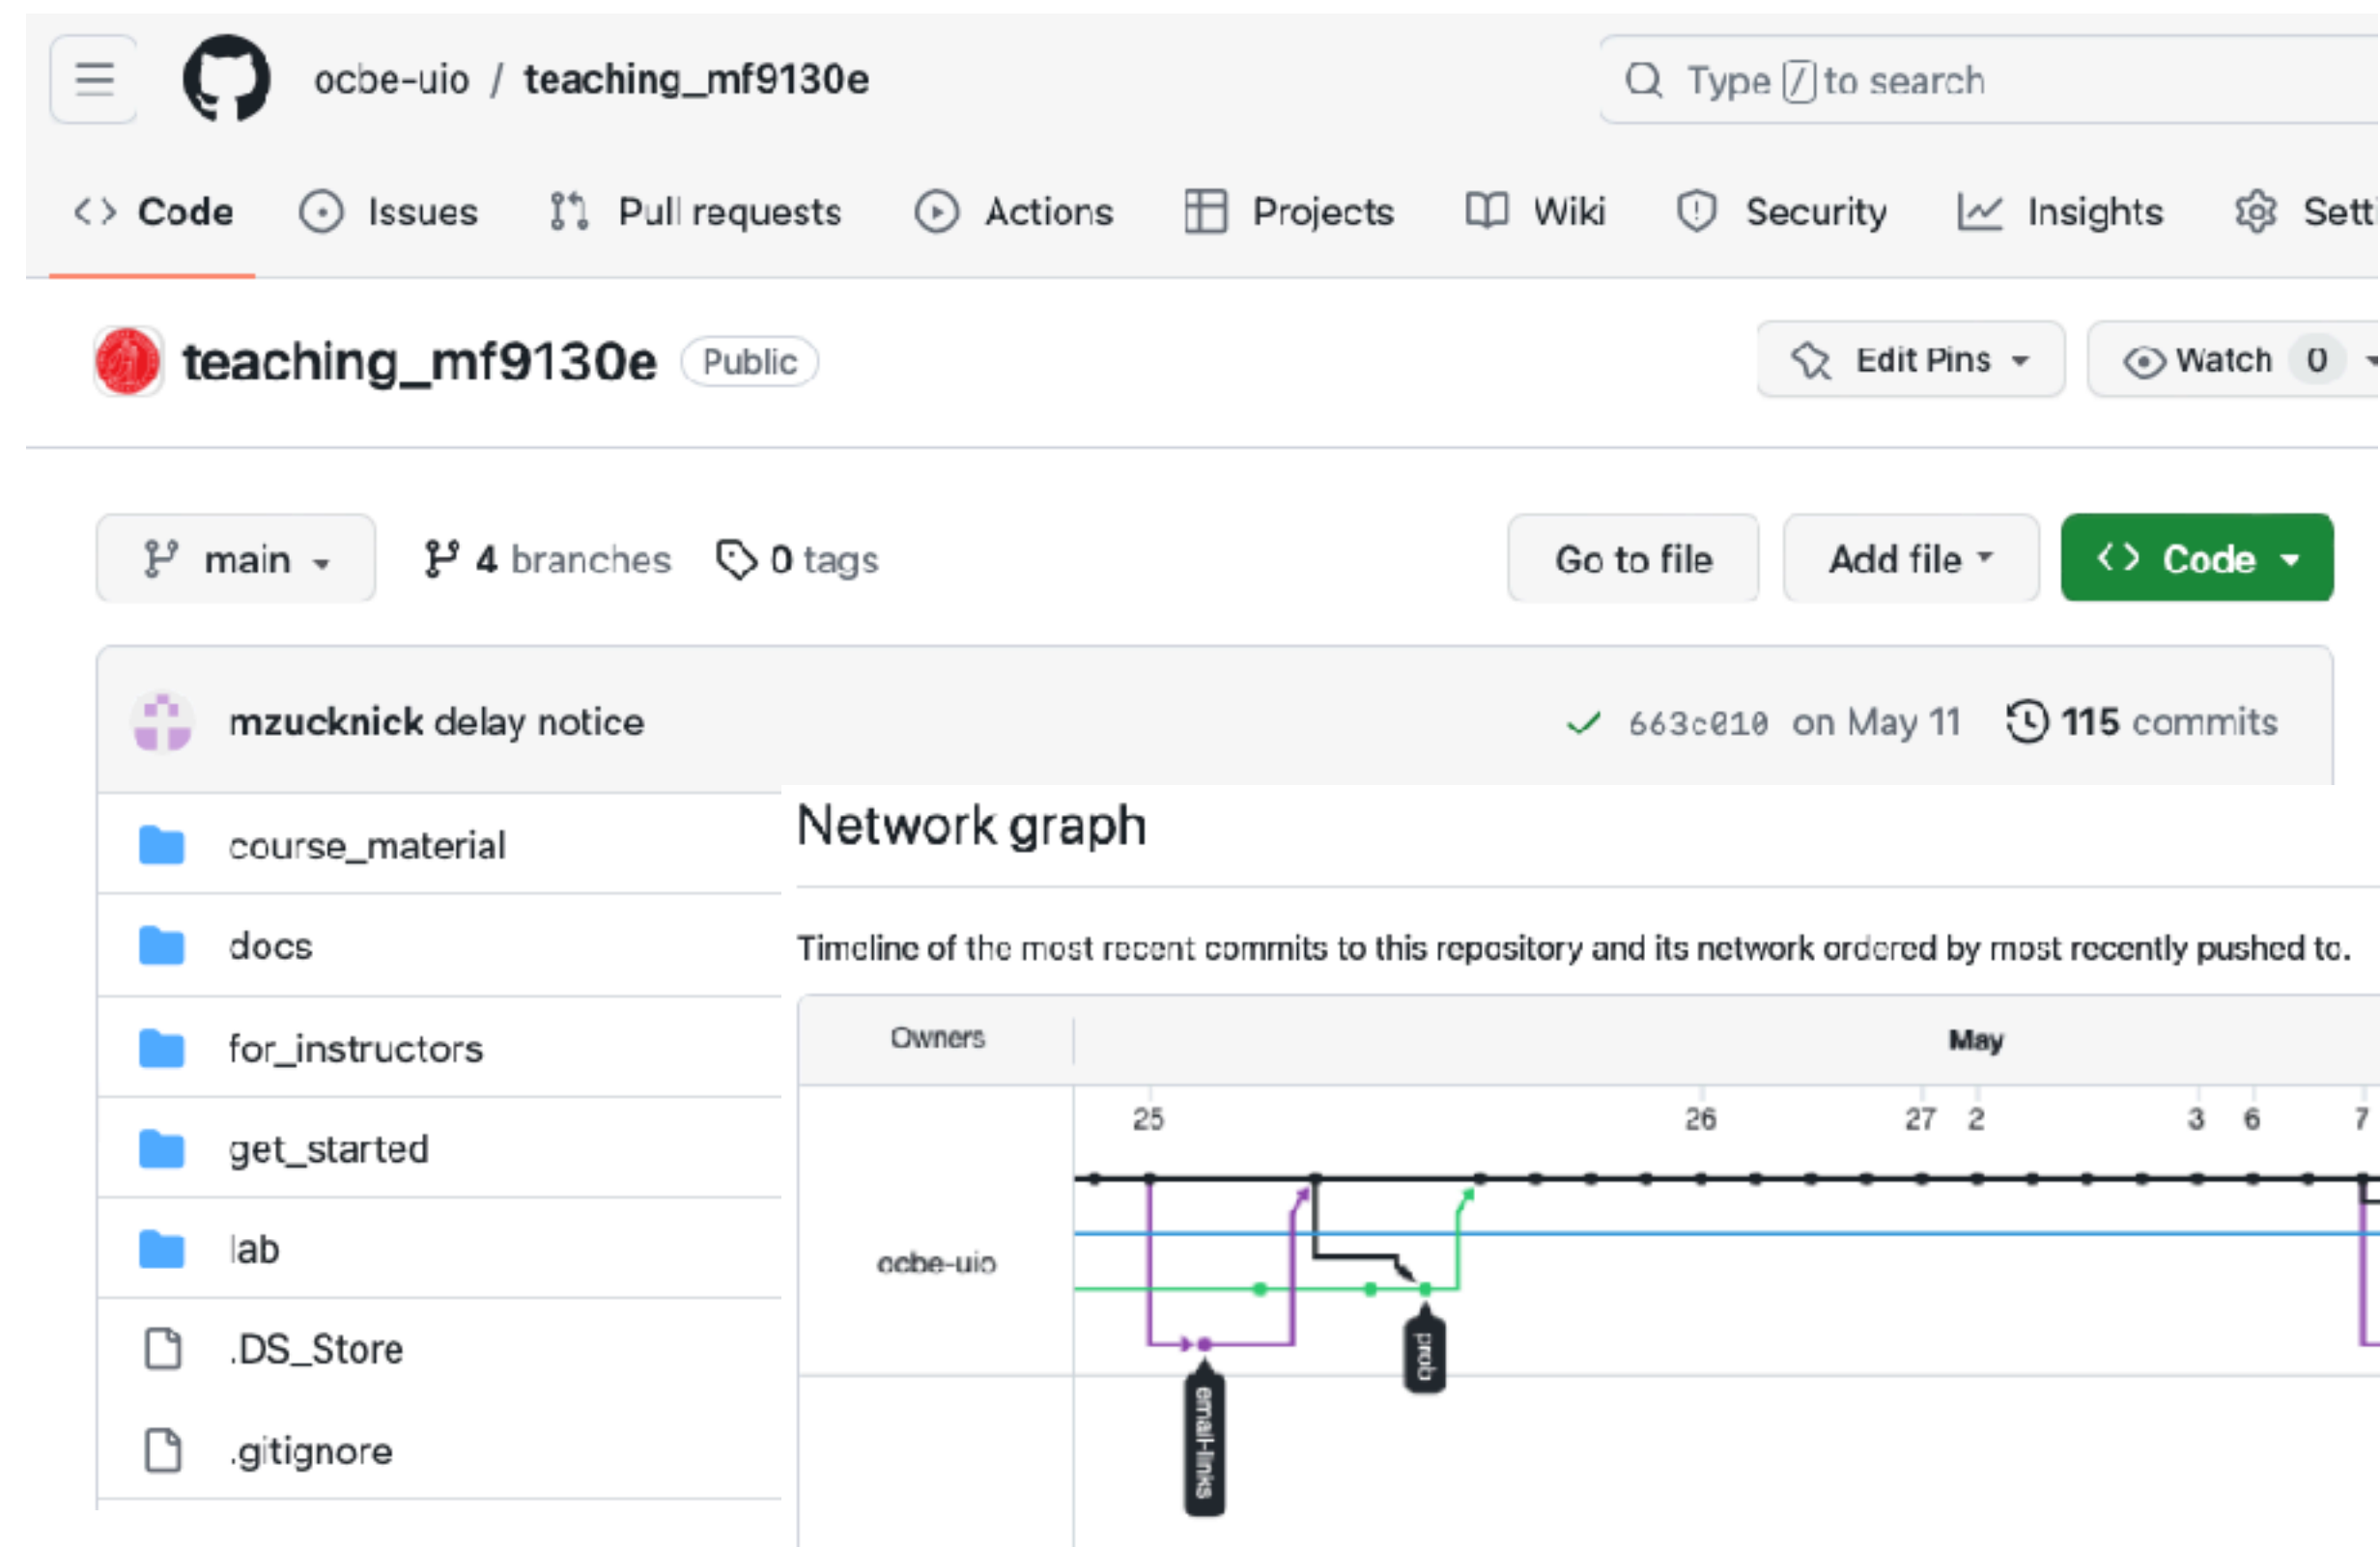 ocbe-uio / teaching_mf9130e
Type / to search
Code Issues Pull requests Actions Projects Wiki Security Insights Setti
teaching_mf9130e Public Edit Pins Watch 0
main 4 branches 0 tags Go to file Add file Code
mzucknick delay notice 663c010 on May 11 115 commits
course_material
docs
for_instructors
get_started
lab
.DS_Store
.gitignore
Network graph
Timeline of the most recent commits to this repository and its network ordered by most recently pushed to.
Owners May
25 26 27 2 3 6 7
ocbe-uio
prob
email-links